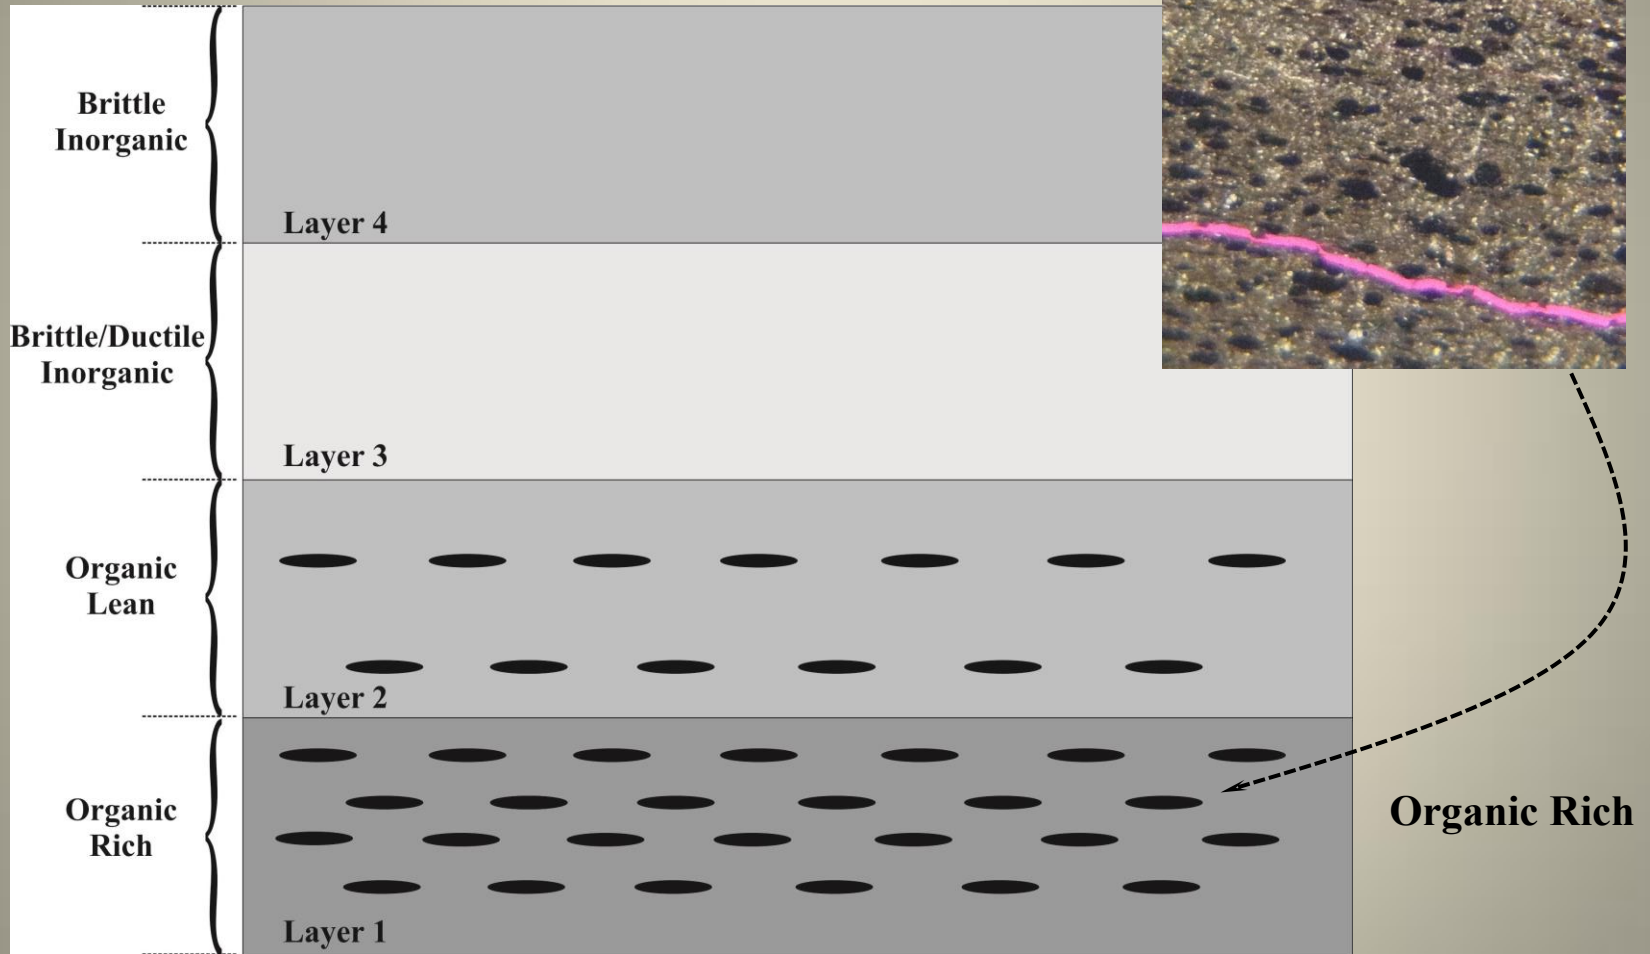 Brittle
Inorganic
Layer 4
Brittle/Ductile
Inorganic
Layer 3
Organic
Lean
Layer 2
Organic
Rich
Layer 1
Organic Rich